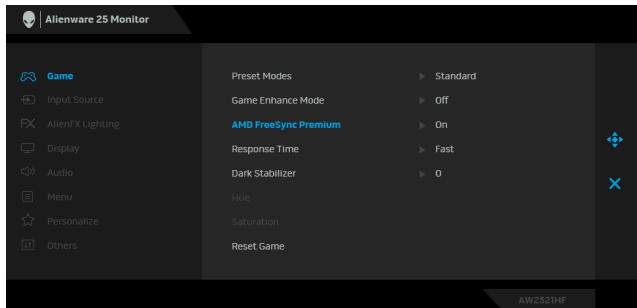 Alienware 25 Monitor
Game
Input Source
AlienFX Lighting
Display
Audio
Menu
Personalize
Others
Preset Modes Standard
Game Enhance Mode Off
AMD FreeSync Premium On
Response Time Fast
Dark Stabilizer 0
Hue
Saturation
Reset Game
AW2521HF